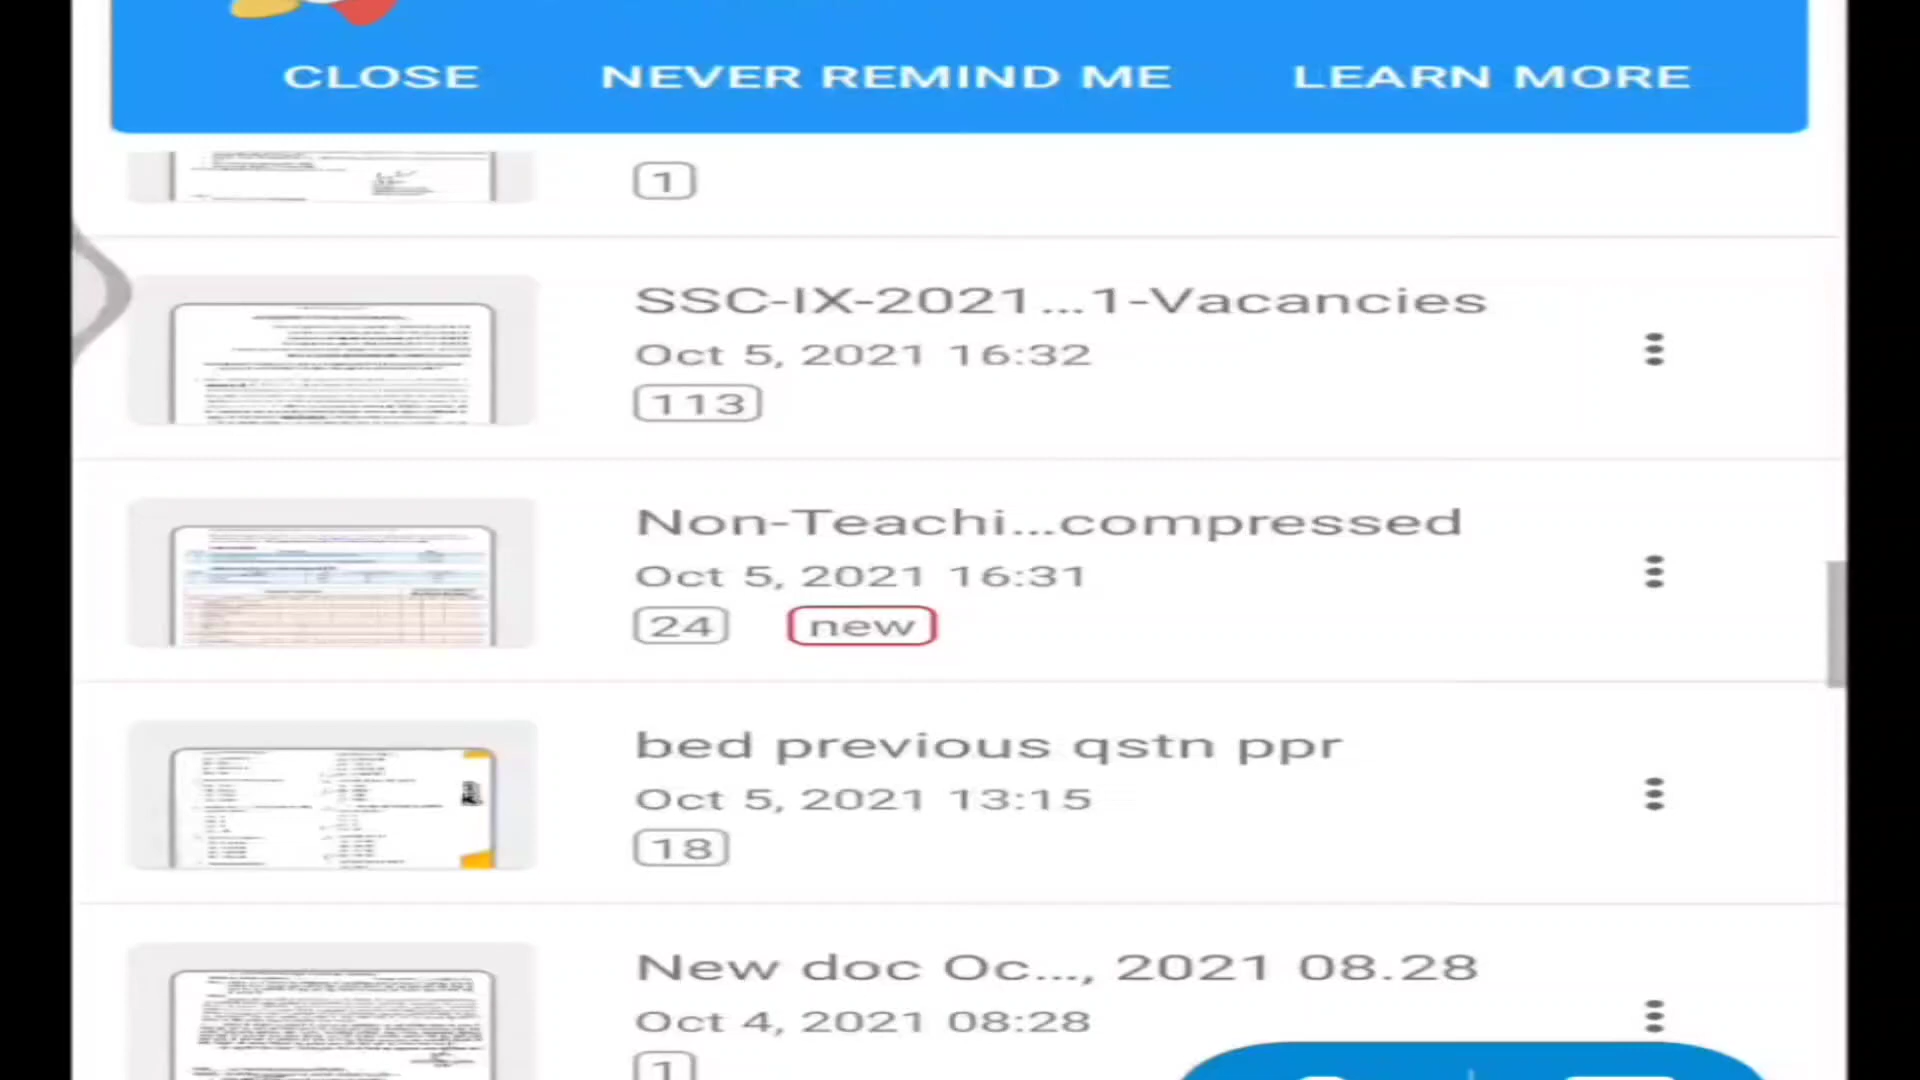 CLOSE NEVER REMIND ME LEARN MORE
1
SSC-IX-2021...1-Vacancies
Oct 5, 2021 16:32
113
Non-Teachi...compressed
Oct 5, 2021 16:31
24 new
bed previous qstn ppr
Oct 5, 2021 13:15
18
New doc Oc..., 2021 08.28
Oct 4, 2021 08:28
1